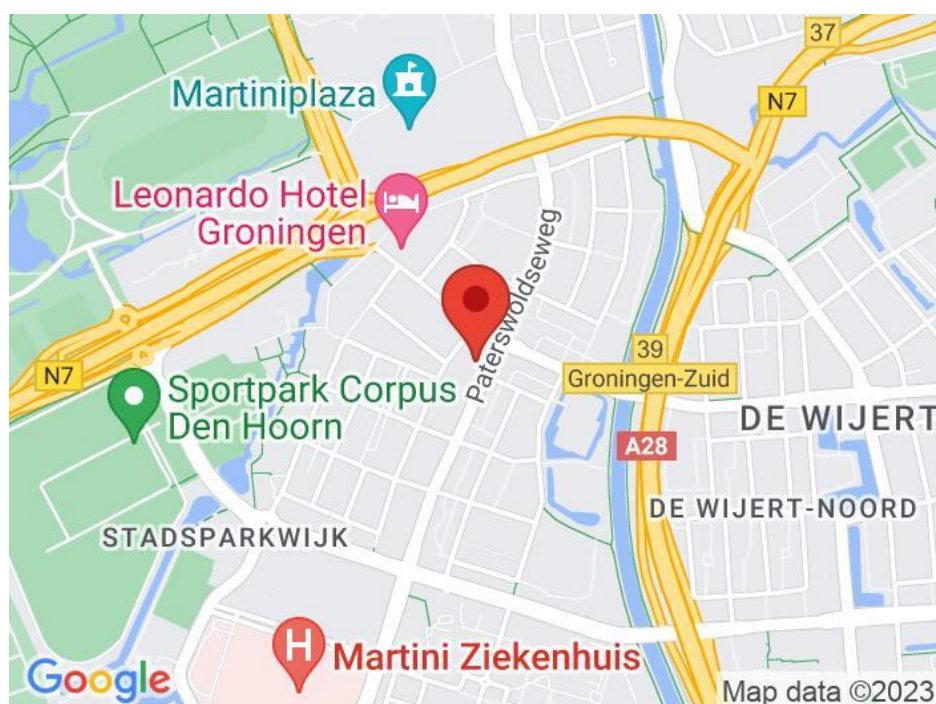 37
Martiniplaza
N7
Leonardo Hotel
Groningen
Paterswoldseweg
39
Groningen-Zuid
N7
Sportpark Corpus
Den Hoorn
DE WIJERT
A28
DE WIJERT-NOORD
STADSPARKWIJK
H
Martini Ziekenhuis
Google
Map data ©2023